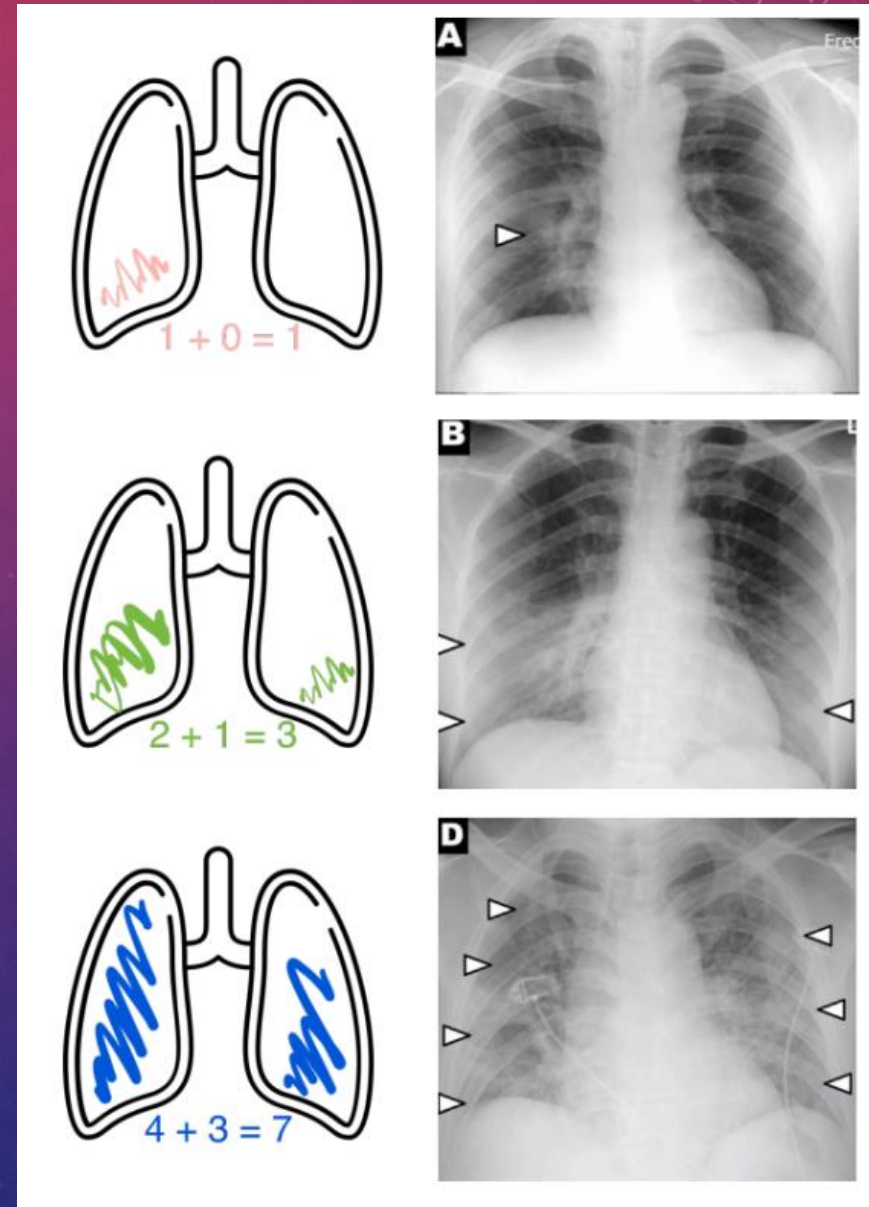 A
1 + 0 = 1
B
2 + 1 = 3
D
4 + 3 = 7